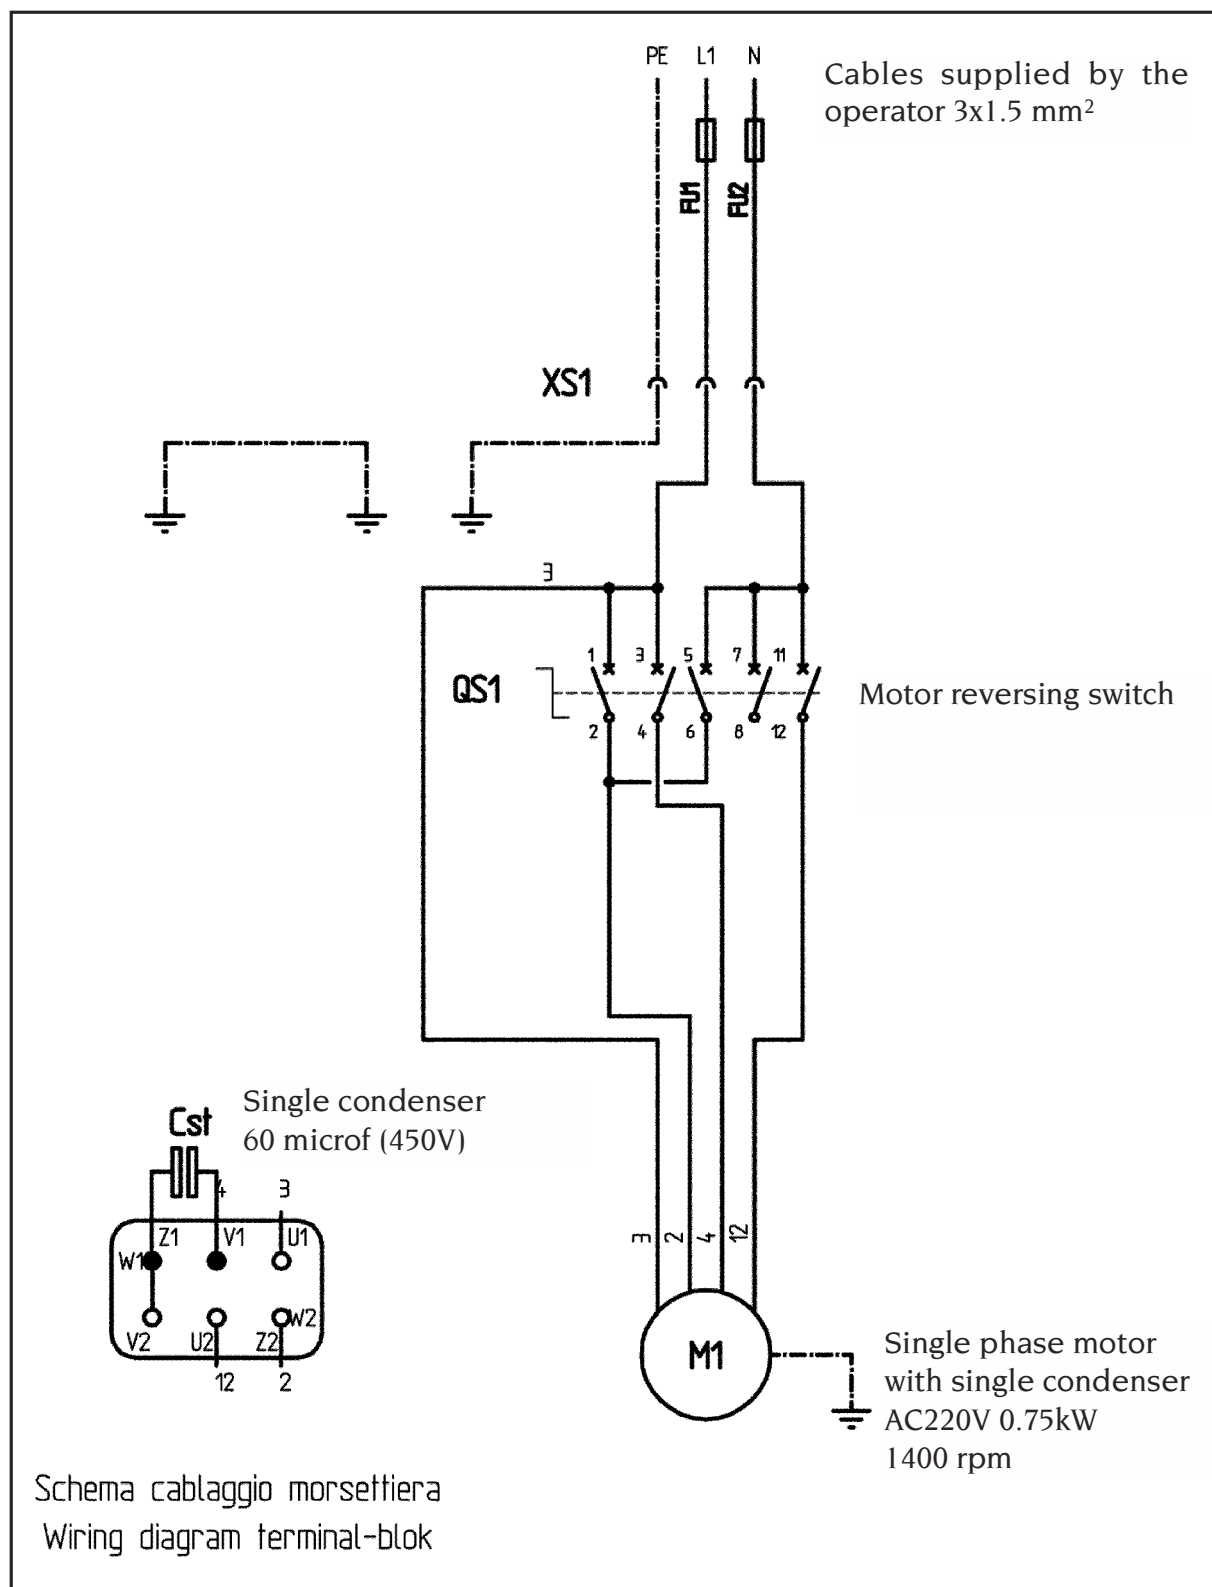 PE L1 N
Cables supplied by the
operator 3x1.5 mm²
FU1 FU2
XS1
3
1 3 5 7 11
QS1
Motor reversing switch
2 4 6 8 12
Single condenser
60 microf (450V)
Cst
4 3
Z1 V1 U1
W1
W2
V2 U2 Z2
12 2
3 2 4 12
M1
Single phase motor
with single condenser
AC220V 0.75kW
1400 rpm
Schema cablaggio morsettiera
Wiring diagram terminal-blok